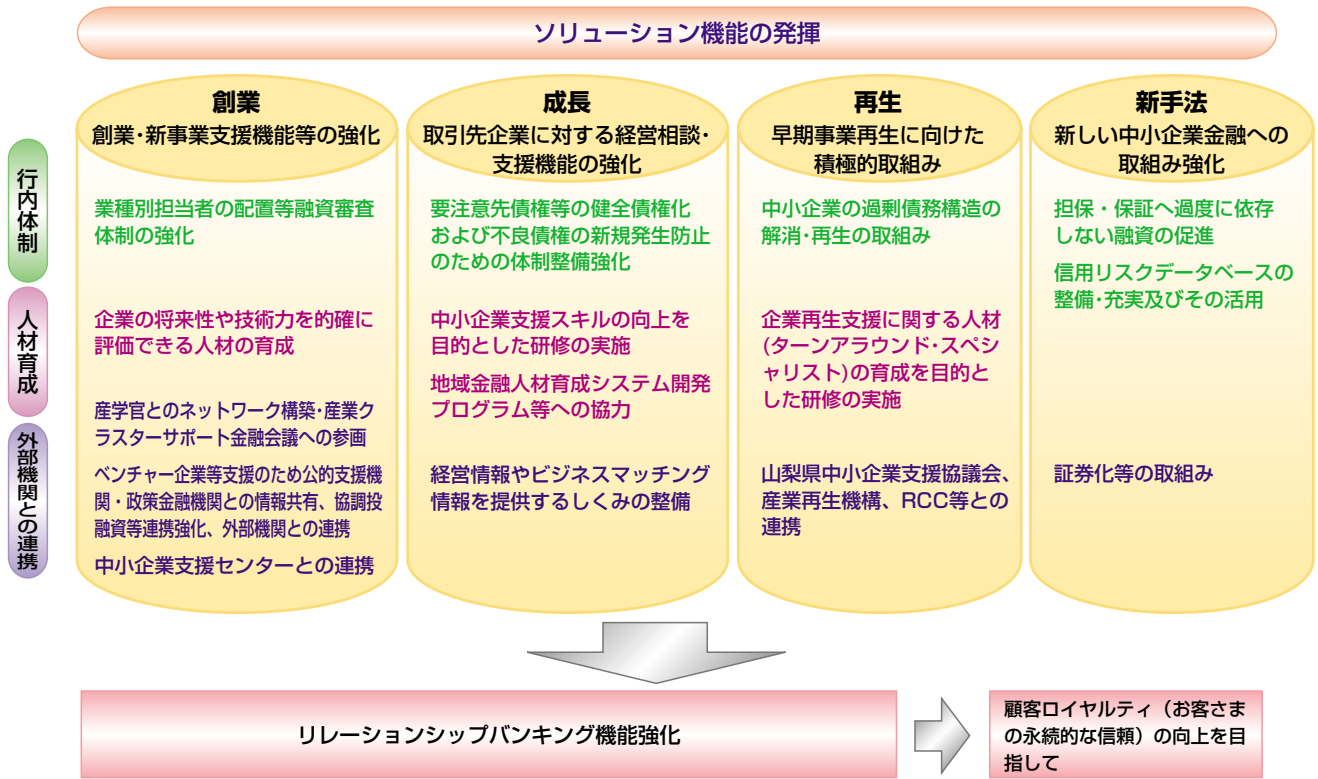 ソリューション機能の発揮
創業
創業・新事業支援機能等の強化
成長
取引先企業に対する経営相談・
支援機能の強化
再生
早期事業再生に向けた
積極的取組み
新手法
新しい中小企業金融への
取組み強化
行内体制
業種別担当者の配置等融資審査
体制の強化
要注意先債権等の健全債権化
および不良債権の新規発生防止
のための体制整備強化
中小企業の過剰債務構造の
解消・再生の取組み
担保・保証へ過度に依存
しない融資の促進
信用リスクデータベースの
整備・充実及びその活用
人材育成
企業の将来性や技術力を的確に
評価できる人材の育成
中小企業支援スキルの向上を
目的とした研修の実施
地域金融人材育成システム開発
プログラム等への協力
企業再生支援に関する人材
(ターンアラウンド・スペシ
ャリスト)の育成を目的と
した研修の実施
外部機関との連携
産学官とのネットワーク構築・産業ク
ラスターサポート金融会議への参画
ベンチャー企業等支援のため公的支援機
関・政策金融機関との情報共有、協調投
融資等連携強化、外部機関との連携
中小企業支援センターとの連携
経営情報やビジネスマッチング
情報を提供するしくみの整備
山梨県中小企業支援協議会、
産業再生機構、RCC等との
連携
証券化等の取組み
リレーションシップバンキング機能強化
顧客ロイヤルティ（お客さま
の永続的な信頼）の向上を目
指して